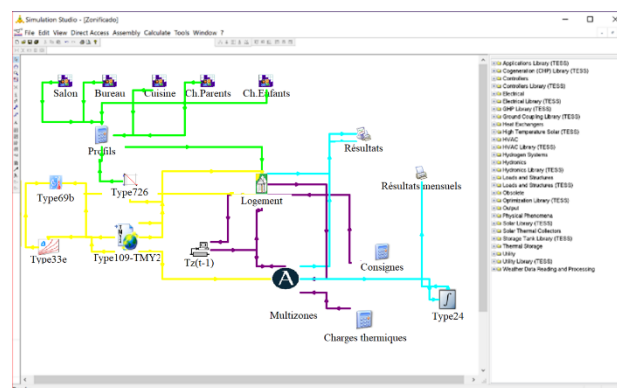 Simulation Studio - [Zonificado]
File Edit View Direct Access Assembly Calculate Tools Window ?
Salon
Bureau
Cuisine
Ch.Parents
Ch.Enfants
Profils
Résultats
Résultats mensuels
Type69b
Type726
Logement
Type33e
Type109-TMY2
Tz(t-1)
Consignes
A
Multizones
Type24
Charges thermiques
Applications Library (TESS)
Cogeneration (CHP) Library (TESS)
Controllers
Controllers Library (TESS)
Electrical
Electrical Library (TESS)
GHP Library (TESS)
Ground Coupling Library (TESS)
Heat Exchangers
High Temperature Solar (TESS)
HVAC
HVAC Library (TESS)
Hydrogen Systems
Hydronics
Hydronics Library (TESS)
Loads and Structures
Loads and Structures (TESS)
Obsolete
Optimization Library (TESS)
Output
Physical Phenomena
Solar Library (TESS)
Solar Thermal Collectors
Storage Tank Library (TESS)
Thermal Storage
Utility
Utility Library (TESS)
Weather Data Reading and Processing